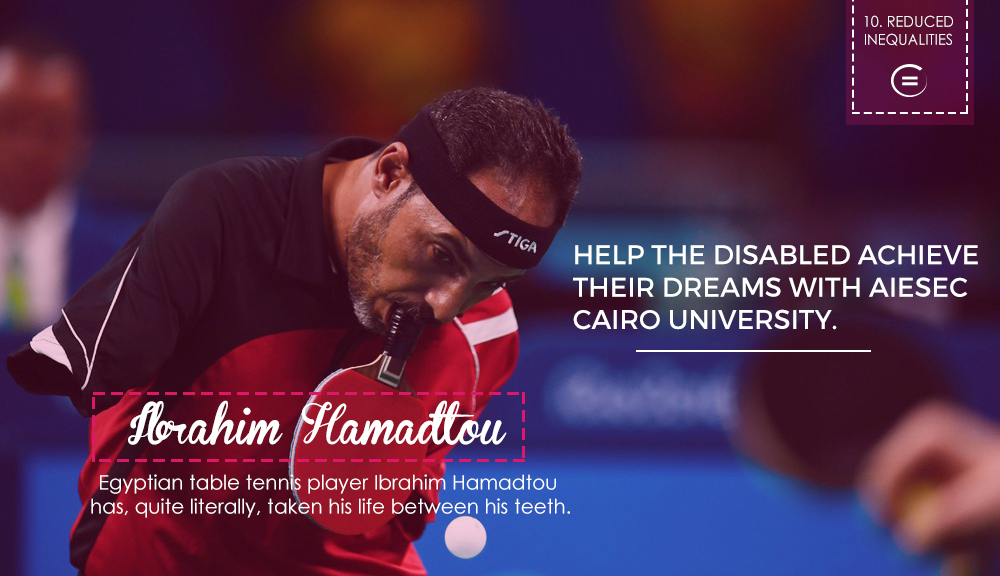 10. REDUCED
INEQUALITIES
STIGA
HELP THE DISABLED ACHIEVE
THEIR DREAMS WITH AIESEC
CAIRO UNIVERSITY.
Ibrahim Hamadtou
Egyptian table tennis player Ibrahim Hamadtou
has, quite literally, taken his life between his teeth.